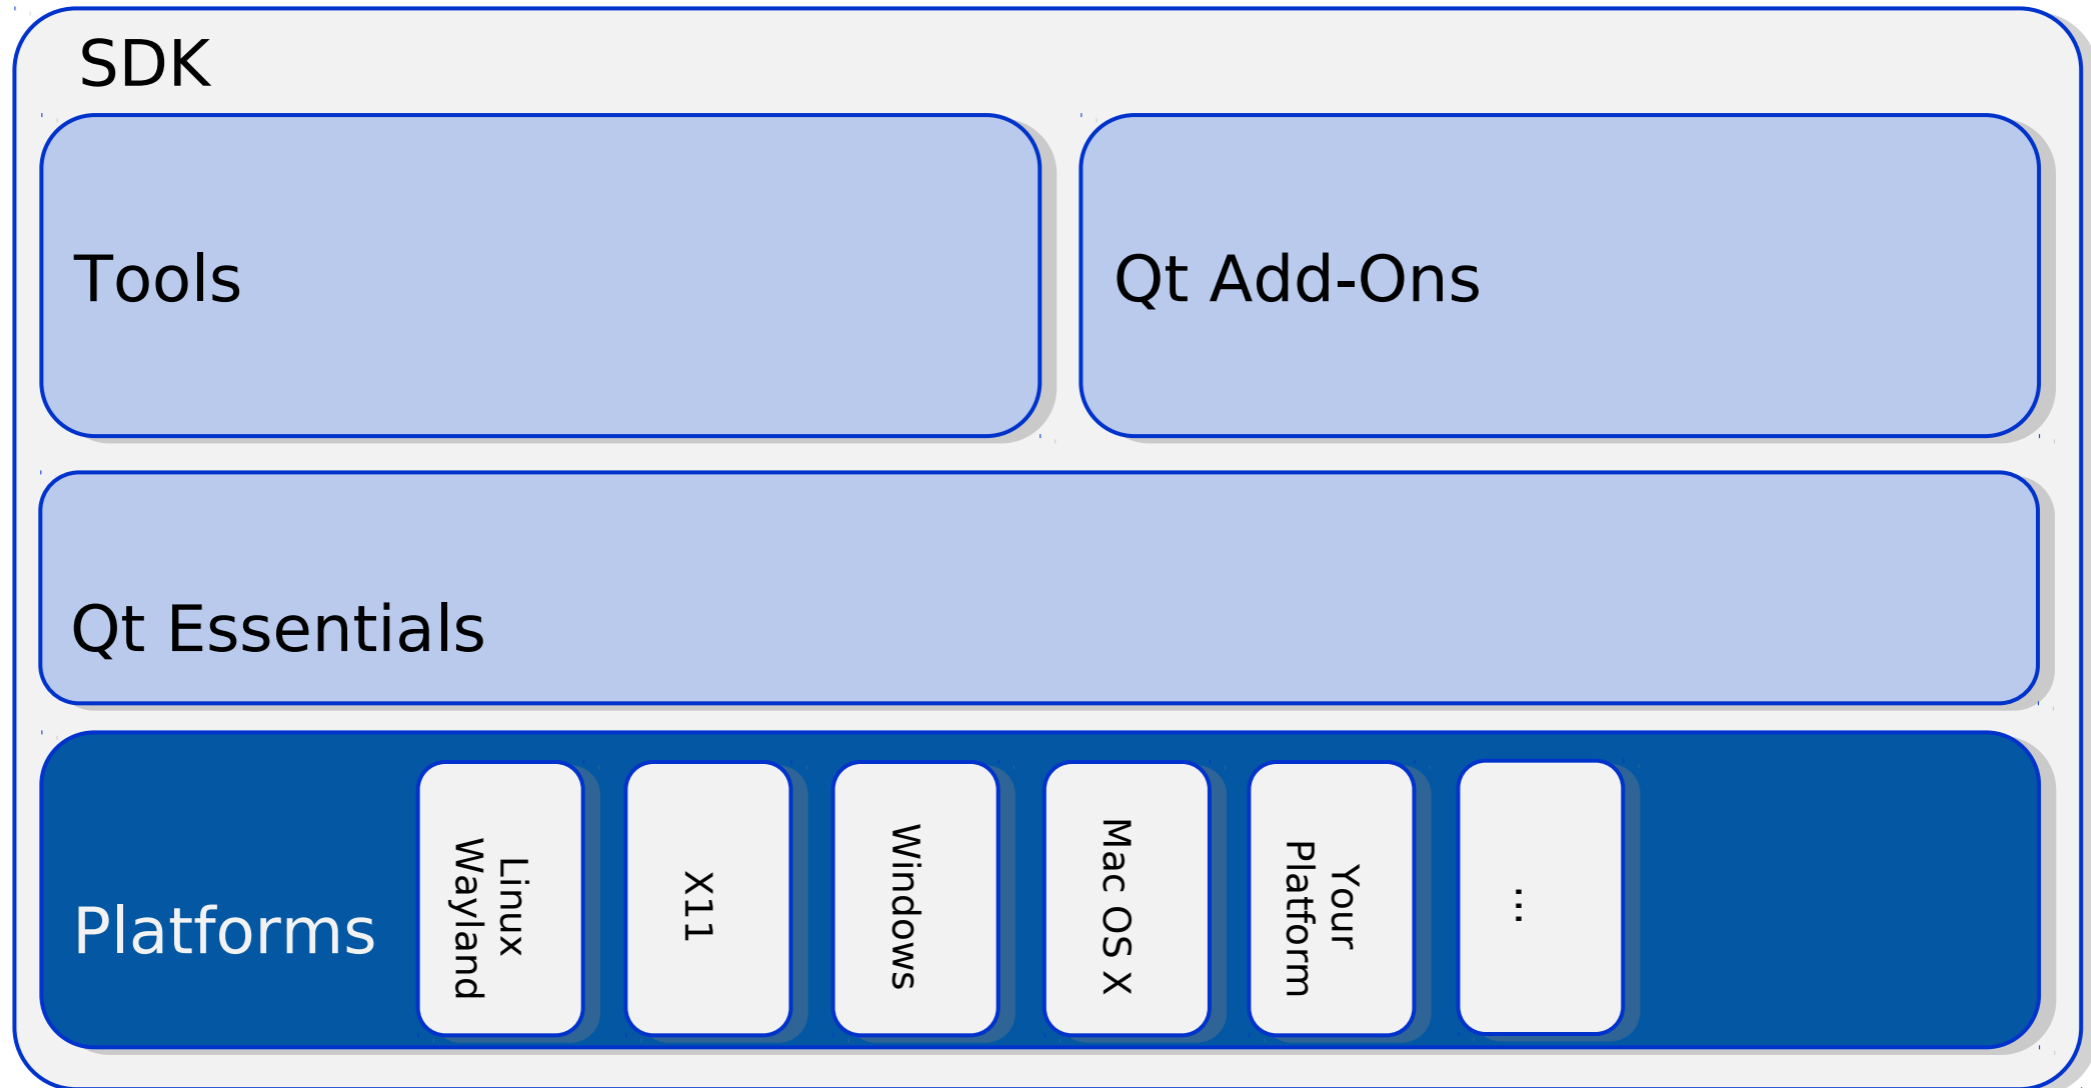 SDK
Tools
Qt Add-Ons
Qt Essentials
Platforms
Linux
Wayland
X11
Windows
Mac OS X
Your
Platform
...